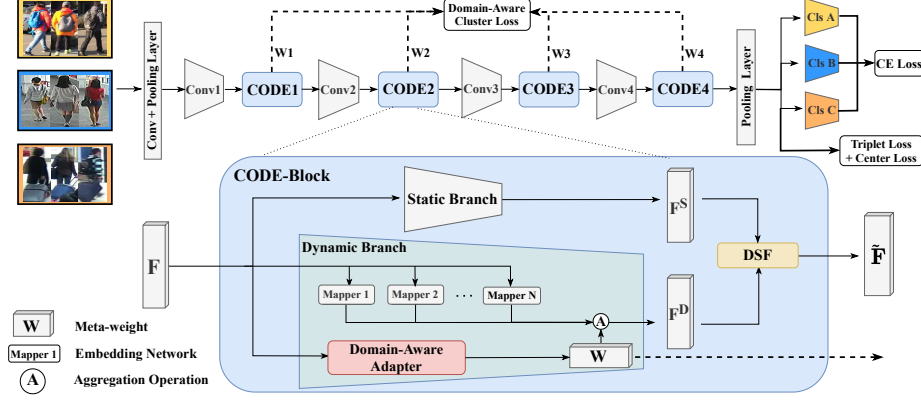 Domain-Aware
Cluster Loss
W1
W2
W3
W4
Conv + Pooling Layer
Conv1
CODE1
Conv2
CODE2
Conv3
CODE3
Conv4
CODE4
Pooling Layer
Cls A
Cls B
Cls C
CE Loss
Triplet Loss
+ Center Loss
CODE-Block
Static Branch
F^S
Dynamic Branch
F
Mapper 1
Mapper 2
...
Mapper N
A
F^D
DSF
F̃
Domain-Aware
Adapter
W
W
Meta-weight
Mapper 1
Embedding Network
A
Aggregation Operation